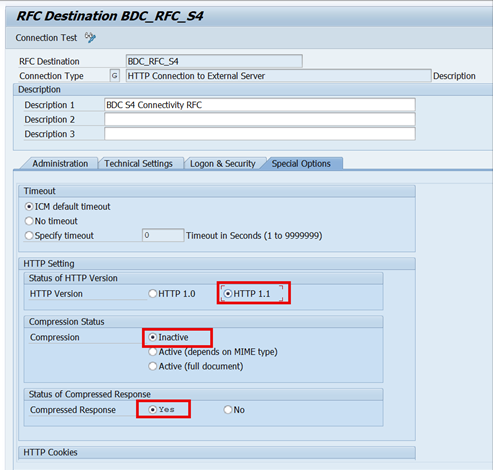 RFC Destination BDC_RFC_S4
Connection Test
RFC Destination BDC_RFC_S4
Connection Type G HTTP Connection to External Server Description
Description
Description 1 BDC S4 Connectivity RFC
Description 2
Description 3
Administration Technical Settings Logon & Security Special Options
Timeout
ICM default timeout
No timeout
Specify timeout 0 Timeout in Seconds (1 to 9999999)
HTTP Setting
Status of HTTP Version
HTTP Version HTTP 1.0 HTTP 1.1
Compression Status
Compression Inactive
Active (depends on MIME type)
Active (full document)
Status of Compressed Response
Compressed Response Yes No
HTTP Cookies